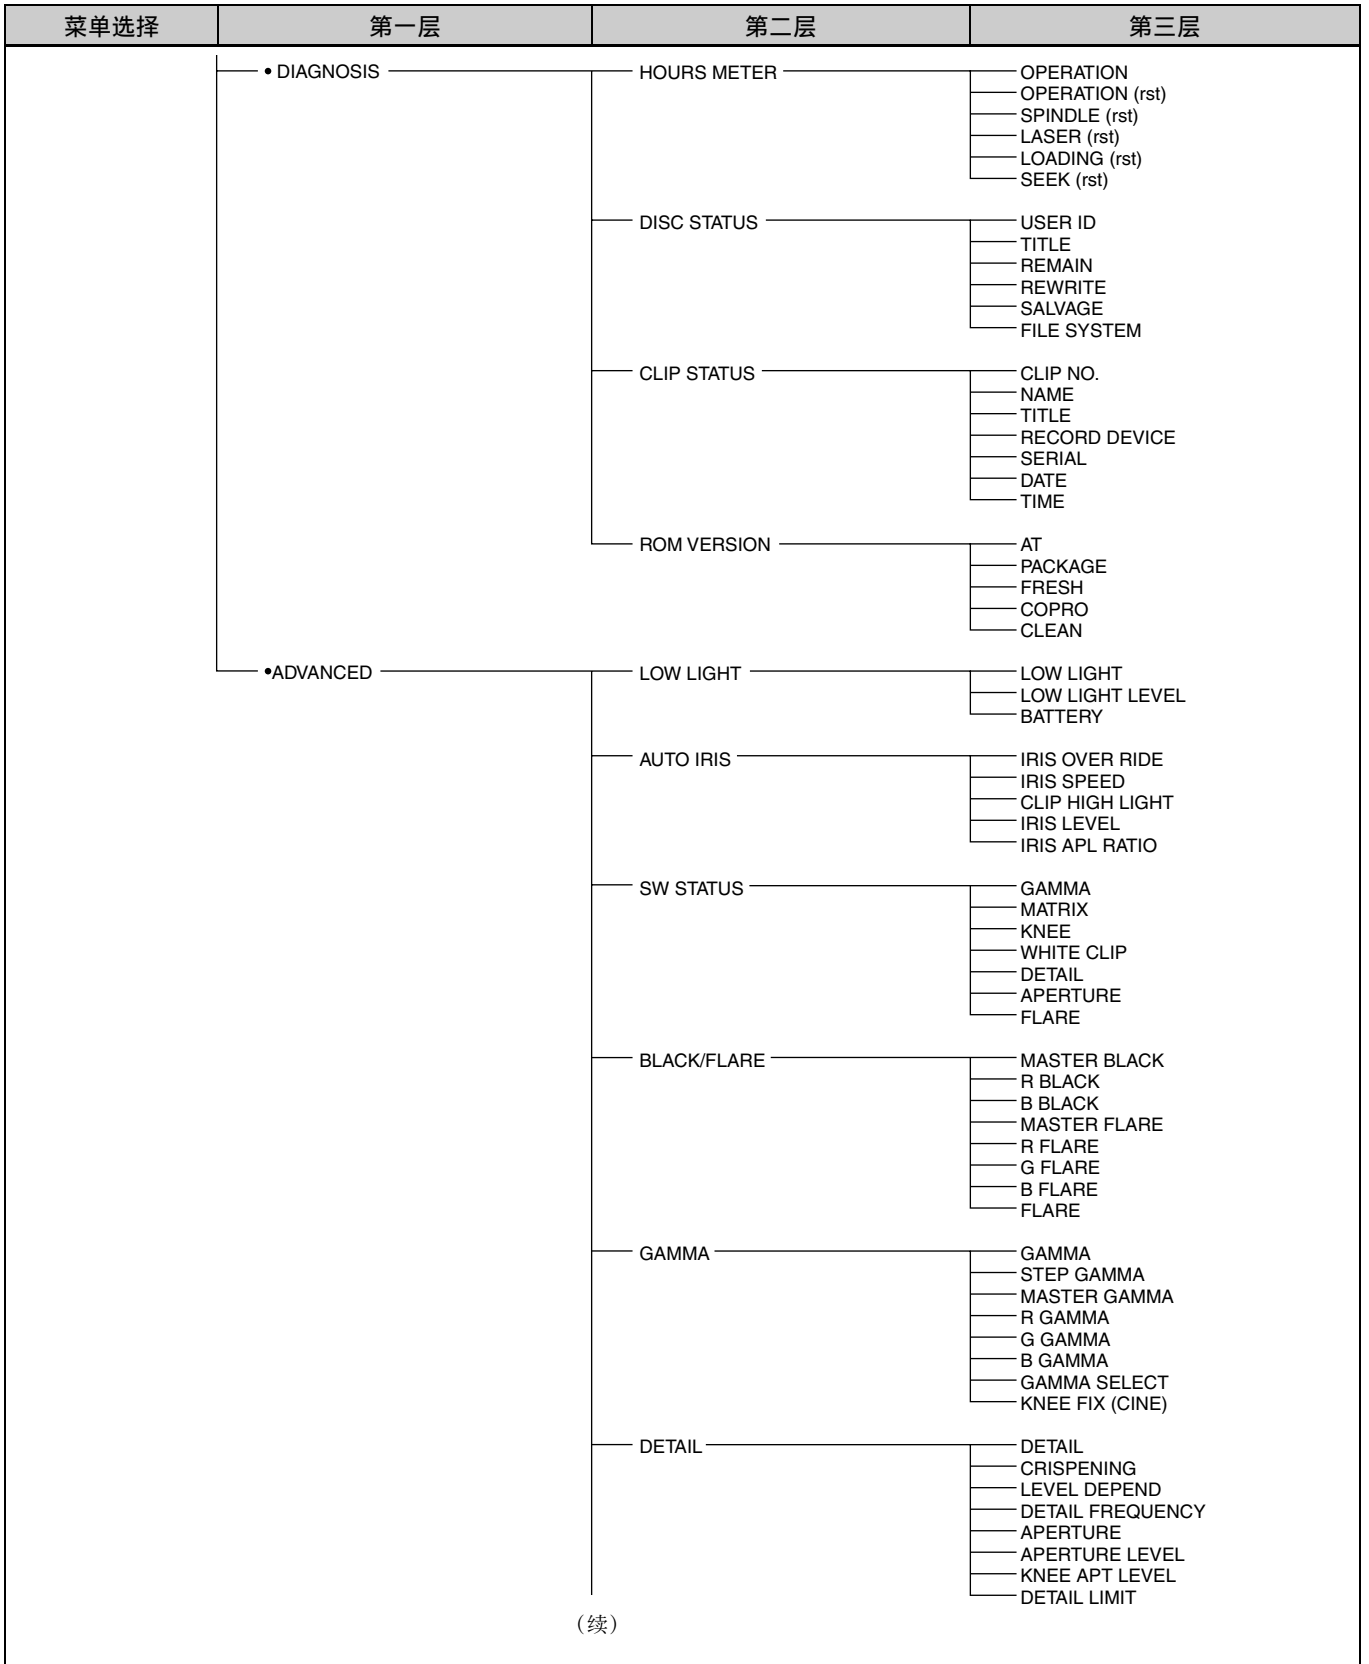 菜单选择 第一层 第二层 第三层
• DIAGNOSIS HOURS METER OPERATION
OPERATION (rst)
SPINDLE (rst)
LASER (rst)
LOADING (rst)
SEEK (rst)
DISC STATUS USER ID
TITLE
REMAIN
REWRITE
SALVAGE
FILE SYSTEM
CLIP STATUS CLIP NO.
NAME
TITLE
RECORD DEVICE
SERIAL
DATE
TIME
ROM VERSION AT
PACKAGE
FRESH
COPRO
CLEAN
•ADVANCED LOW LIGHT LOW LIGHT
LOW LIGHT LEVEL
BATTERY
AUTO IRIS IRIS OVER RIDE
IRIS SPEED
CLIP HIGH LIGHT
IRIS LEVEL
IRIS APL RATIO
SW STATUS GAMMA
MATRIX
KNEE
WHITE CLIP
DETAIL
APERTURE
FLARE
BLACK/FLARE MASTER BLACK
R BLACK
B BLACK
MASTER FLARE
R FLARE
G FLARE
B FLARE
FLARE
GAMMA GAMMA
STEP GAMMA
MASTER GAMMA
R GAMMA
G GAMMA
B GAMMA
GAMMA SELECT
KNEE FIX (CINE)
DETAIL DETAIL
CRISPENING
LEVEL DEPEND
DETAIL FREQUENCY
APERTURE
APERTURE LEVEL
KNEE APT LEVEL
DETAIL LIMIT
（续）